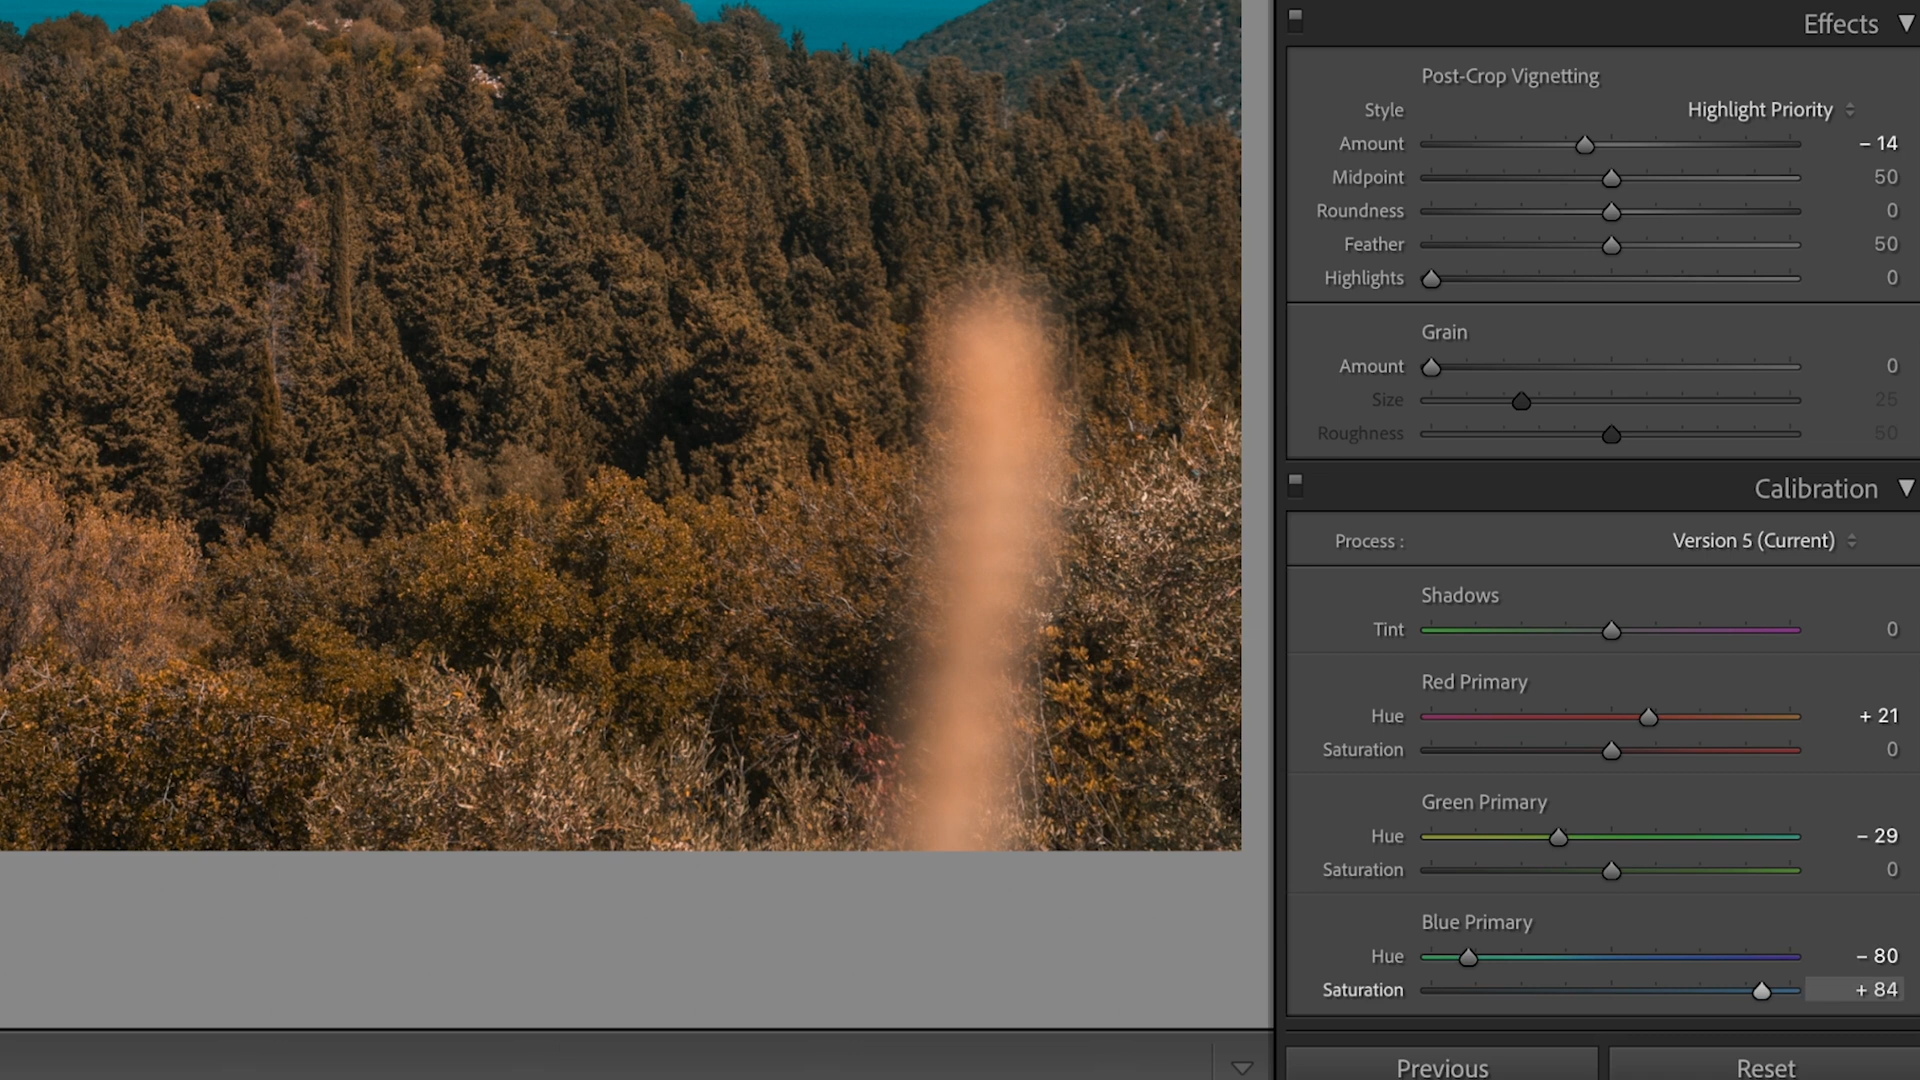 Effects
Post-Crop Vignetting
Style Highlight Priority
Amount – 14
Midpoint 50
Roundness 0
Feather 50
Highlights 0
Grain
Amount 0
Size 25
Roughness 50
Calibration
Process : Version 5 (Current)
Shadows
Tint 0
Red Primary
Hue + 21
Saturation 0
Green Primary
Hue – 29
Saturation 0
Blue Primary
Hue – 80
Saturation + 84
Previous Reset